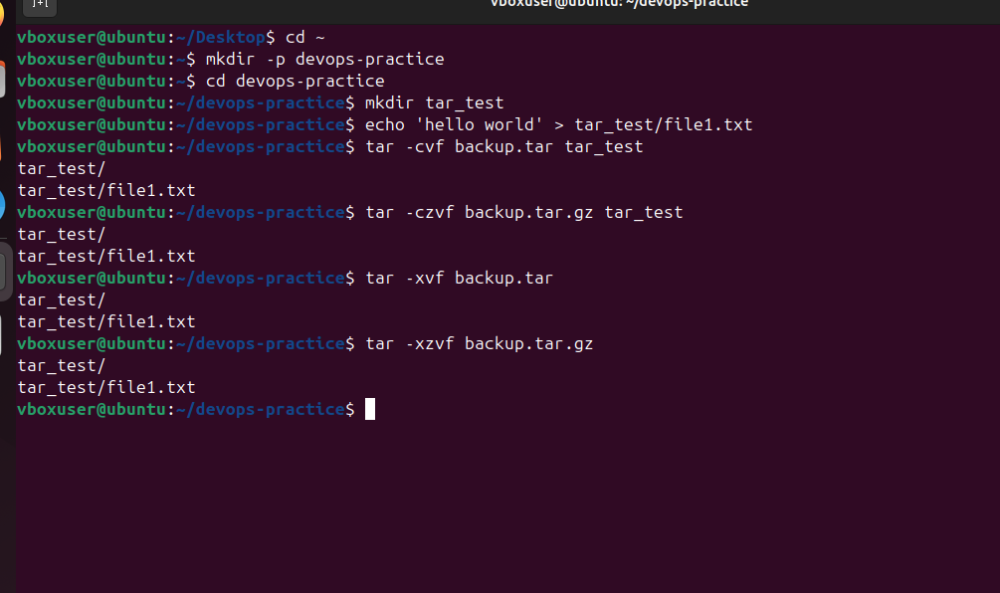 vboxuser@ubuntu: ~/devops-practice
vboxuser@ubuntu:~/Desktop$ cd ~
vboxuser@ubuntu:~$ mkdir -p devops-practice
vboxuser@ubuntu:~$ cd devops-practice
vboxuser@ubuntu:~/devops-practice$ mkdir tar_test
vboxuser@ubuntu:~/devops-practice$ echo 'hello world' > tar_test/file1.txt
vboxuser@ubuntu:~/devops-practice$ tar -cvf backup.tar tar_test
tar_test/
tar_test/file1.txt
vboxuser@ubuntu:~/devops-practice$ tar -czvf backup.tar.gz tar_test
tar_test/
tar_test/file1.txt
vboxuser@ubuntu:~/devops-practice$ tar -xvf backup.tar
tar_test/
tar_test/file1.txt
vboxuser@ubuntu:~/devops-practice$ tar -xzvf backup.tar.gz
tar_test/
tar_test/file1.txt
vboxuser@ubuntu:~/devops-practice$